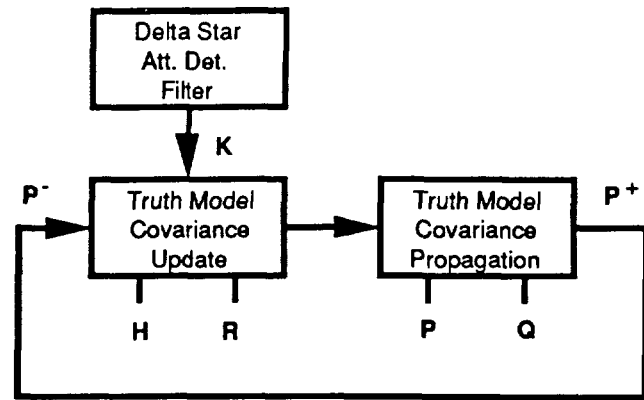 Delta Star
Att. Det.
Filter
K
P-
Truth Model
Covariance
Update
Truth Model
Covariance
Propagation
P+
H
R
P
Q